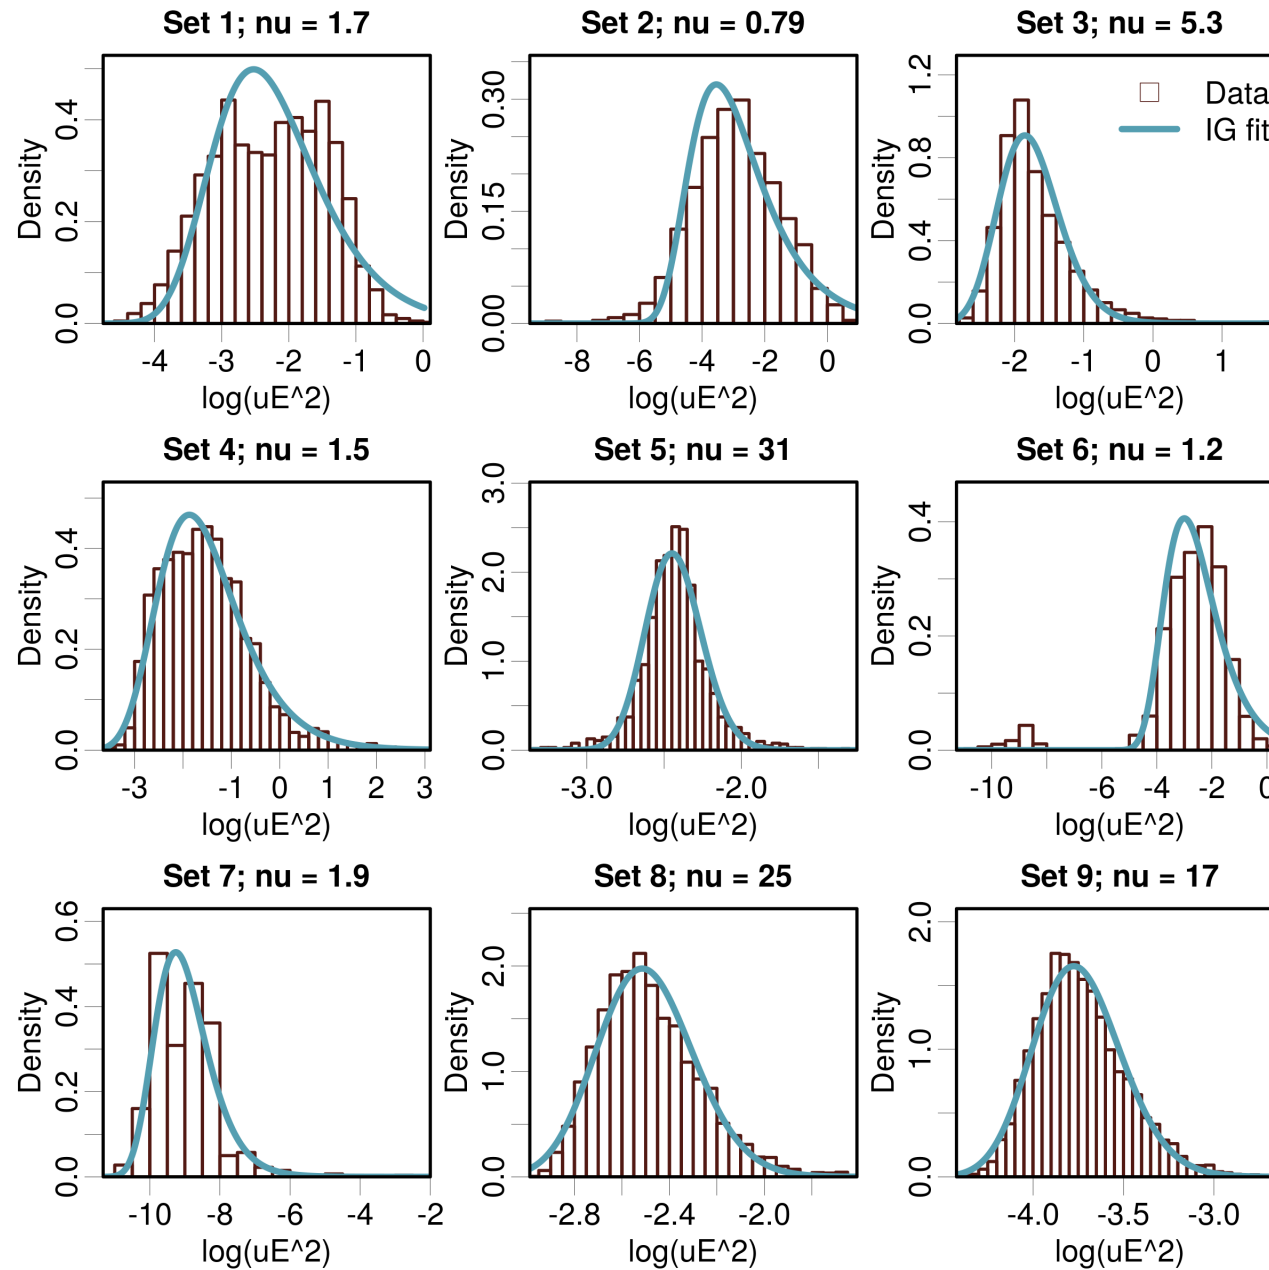 Set 1; nu = 1.7
Density
0.0 0.2 0.4
-4 -3 -2 -1 0
log(uE^2)
Set 2; nu = 0.79
Density
0.00 0.15 0.30
-8 -6 -4 -2 0
log(uE^2)
Set 3; nu = 5.3
Density
0.0 0.4 0.8 1.2
Data
IG fit
-2 -1 0 1
log(uE^2)
Set 4; nu = 1.5
Density
0.0 0.2 0.4
-3 -1 0 1 2 3
log(uE^2)
Set 5; nu = 31
Density
0.0 1.0 2.0 3.0
-3.0 -2.0
log(uE^2)
Set 6; nu = 1.2
Density
0.0 0.2 0.4
-10 -6 -4 -2 0
log(uE^2)
Set 7; nu = 1.9
Density
0.0 0.2 0.4 0.6
-10 -8 -6 -4 -2
log(uE^2)
Set 8; nu = 25
Density
0.0 1.0 2.0
-2.8 -2.4 -2.0
log(uE^2)
Set 9; nu = 17
Density
0.0 1.0 2.0
-4.0 -3.5 -3.0
log(uE^2)